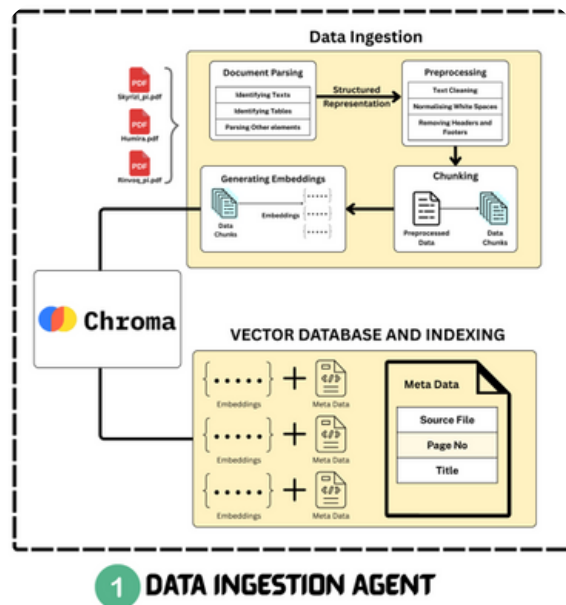 Data Ingestion
PDF
Skyrizi_pi.pdf
PDF
Humira.pdf
PDF
Rinvoq_pi.pdf
Document Parsing
Identifying Texts
Identifying Tables
Parsing Other elements
Structured
Representation
Preprocessing
Text Cleaning
Normalising White Spaces
Removing Headers and
Footers
Generating Embeddings
Data
Chunks
Embeddings
Chunking
Preprocessed
Data
Data
Chunks
Chroma
VECTOR DATABASE AND INDEXING
{•••••} + </>
Embeddings Meta Data
{•••••} + </>
Embeddings Meta Data
{•••••} + </>
Embeddings Meta Data
Meta Data
Source File
Page No
Title
1 DATA INGESTION AGENT